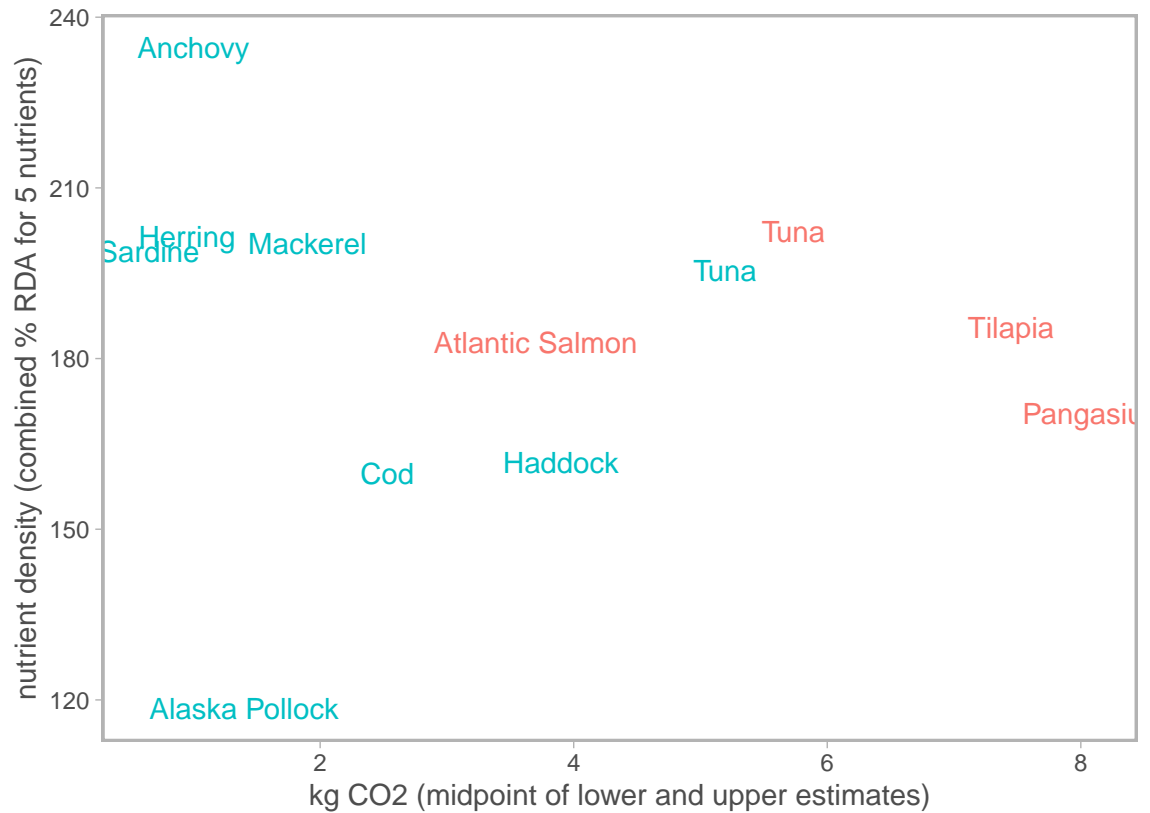 240
210
180
150
120
nutrient density (combined % RDA for 5 nutrients)
Anchovy
Herring
Sardine
Mackerel
Tuna
Tuna
Tilapia
Atlantic Salmon
Pangasiu
Haddock
Cod
Alaska Pollock
2 4 6 8
kg CO2 (midpoint of lower and upper estimates)